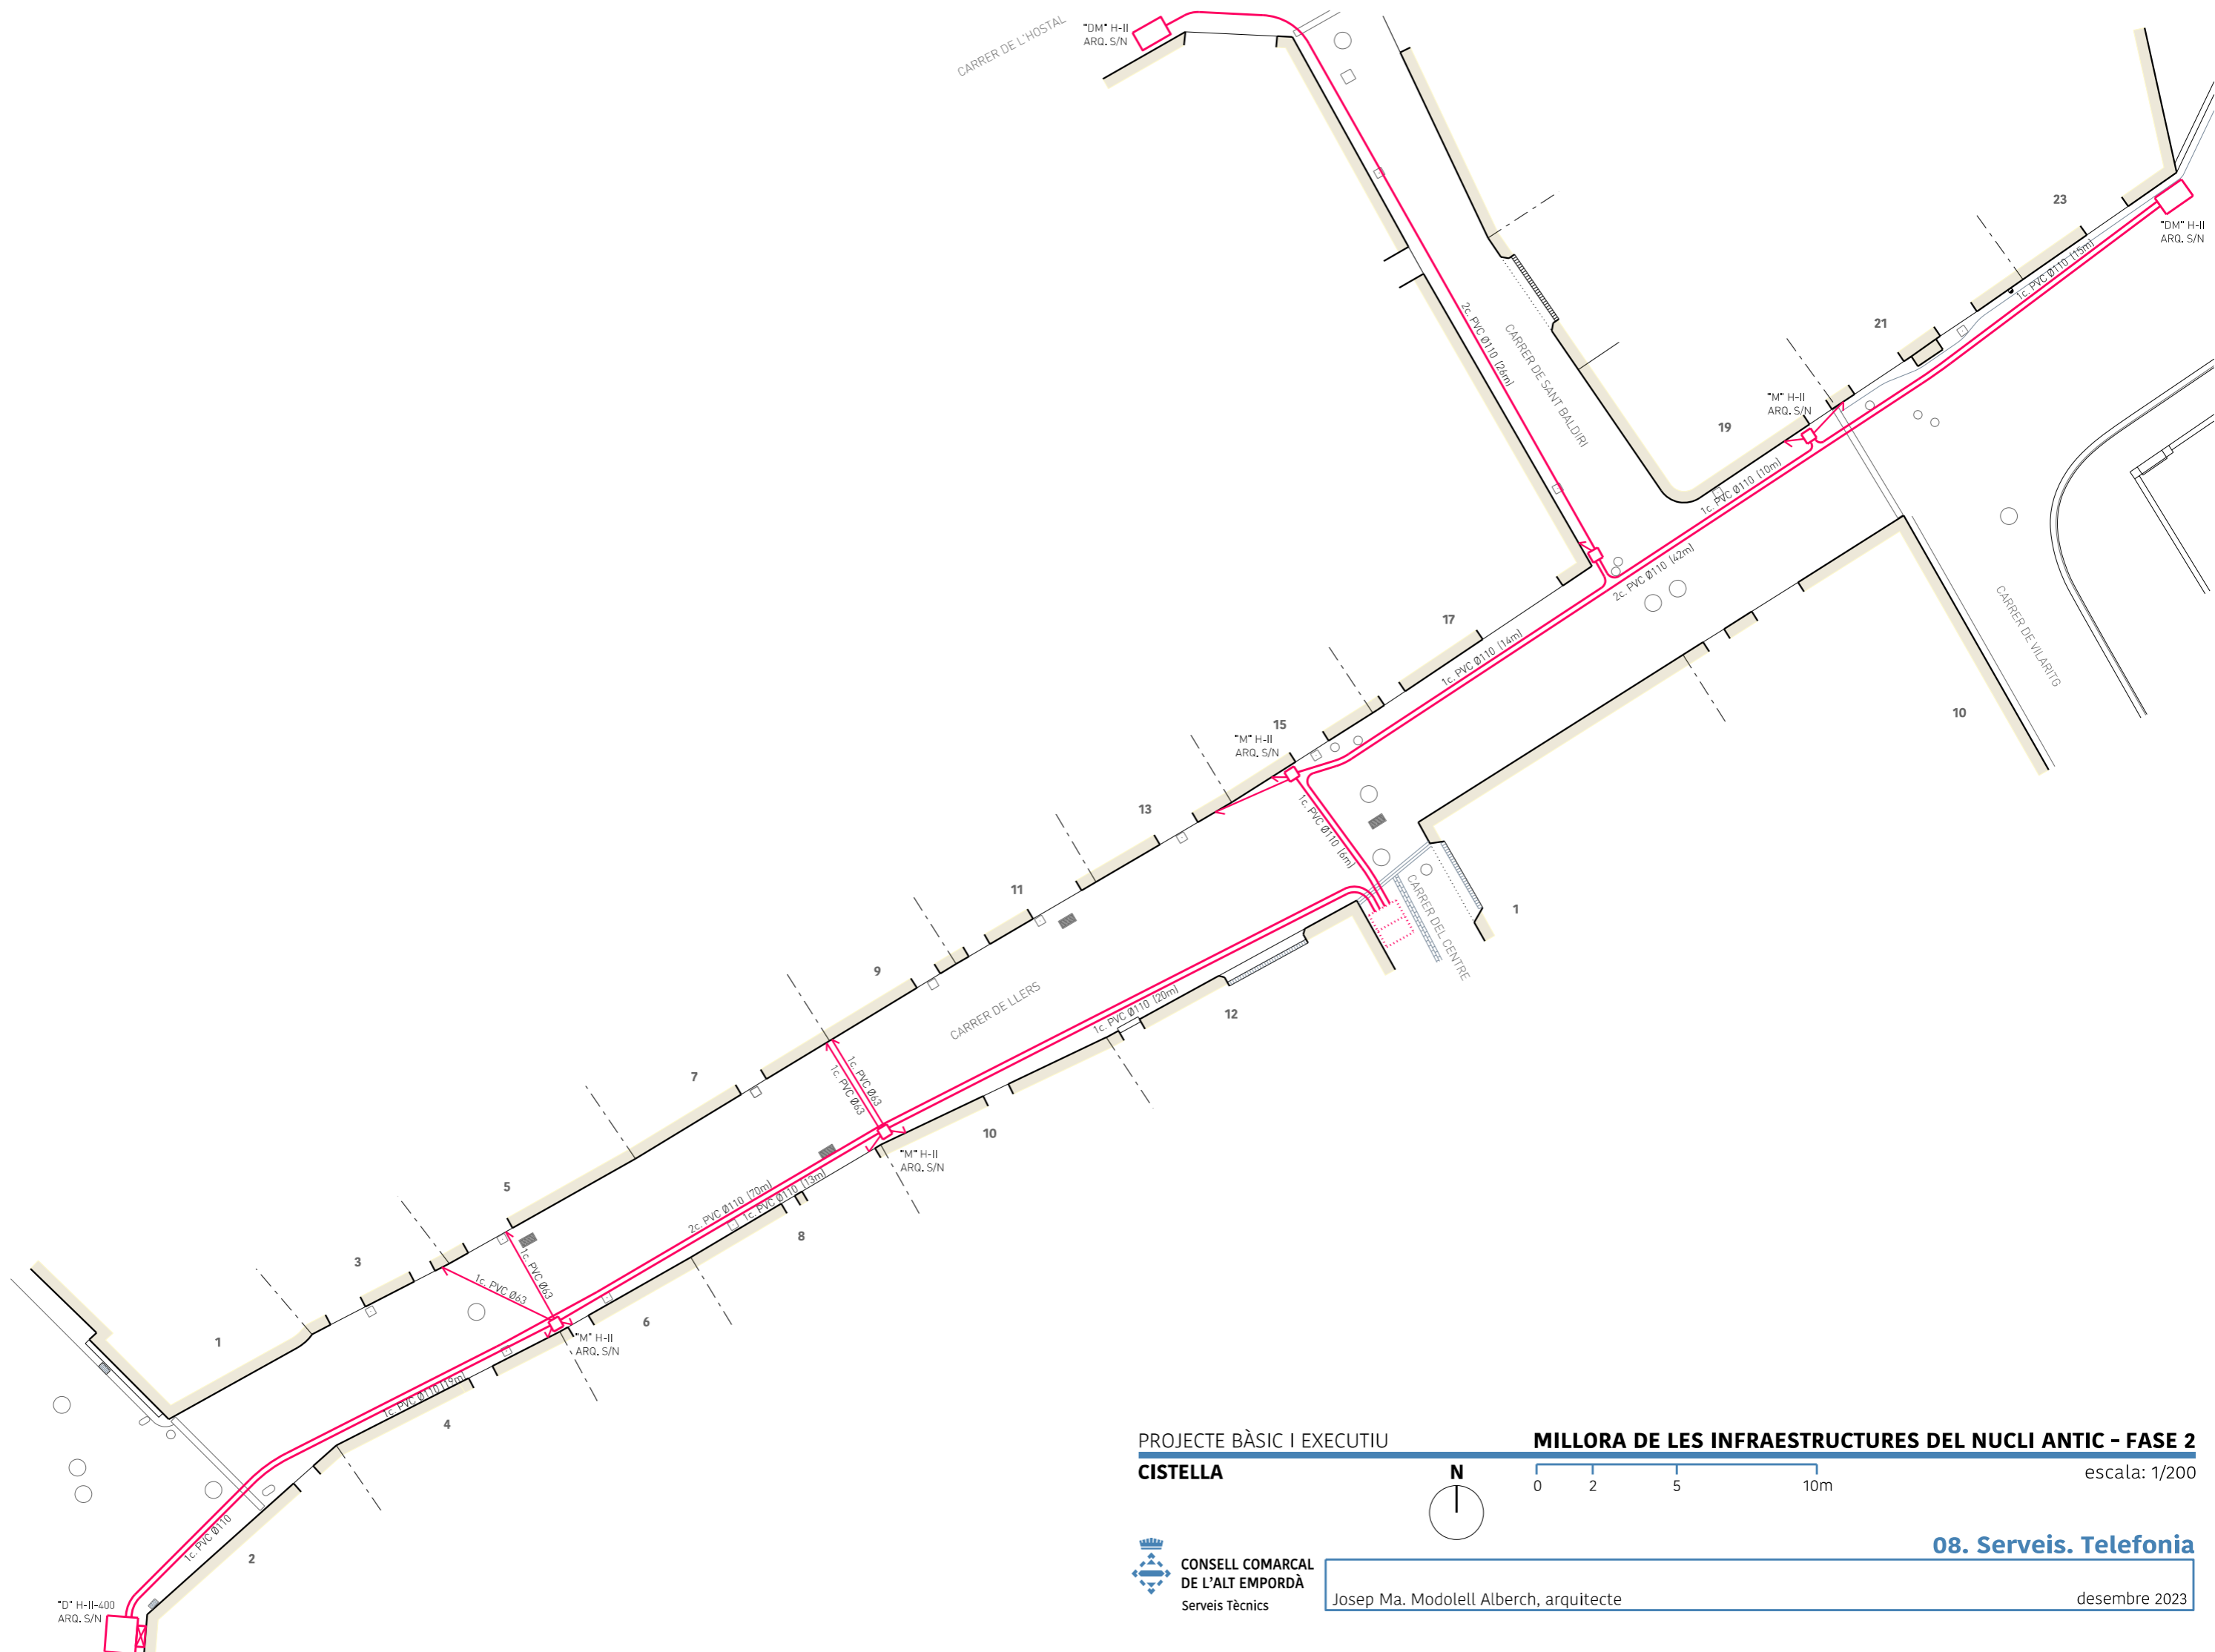 CARRER DE L'HOSTAL
"DM" H-II
ARQ. S/N
23
"DM" H-II
ARQ. S/N
1c. PVC Ø110 (15m)
21
2c. PVC Ø110 (26m)
CARRER DE SANT BALDIRI
"M" H-II
ARQ. S/N
19
1c. PVC Ø110 (10m)
2c. PVC Ø110 (42m)
CARRER DE VILARITG
17
1c. PVC Ø110 (14m)
10
15
"M" H-II
ARQ. S/N
13
1c. PVC Ø110 (6m)
11
CARRER DEL CENTRE
1
9
CARRER DE LLERS
1c. PVC Ø110 (20m)
12
7
1c. PVC Ø63
1c. PVC Ø63
10
"M" H-II
ARQ. S/N
5
2c. PVC Ø110 (70m)
1c. PVC Ø110 (13m)
8
3
1c. PVC Ø63
1c. PVC Ø63
6
1
"M" H-II
ARQ. S/N
1c. PVC Ø110 (19m)
4
1c. PVC Ø110
2
"D" H-II-400
ARQ. S/N
PROJECTE BÀSIC I EXECUTIU
MILLORA DE LES INFRAESTRUCTURES DEL NUCLI ANTIC - FASE 2
CISTELLA
N
0 2 5 10m
escala: 1/200
08. Serveis. Telefonia
CONSELL COMARCAL
DE L'ALT EMPORDÀ
Serveis Tècnics
Josep Ma. Modolell Alberch, arquitecte
desembre 2023